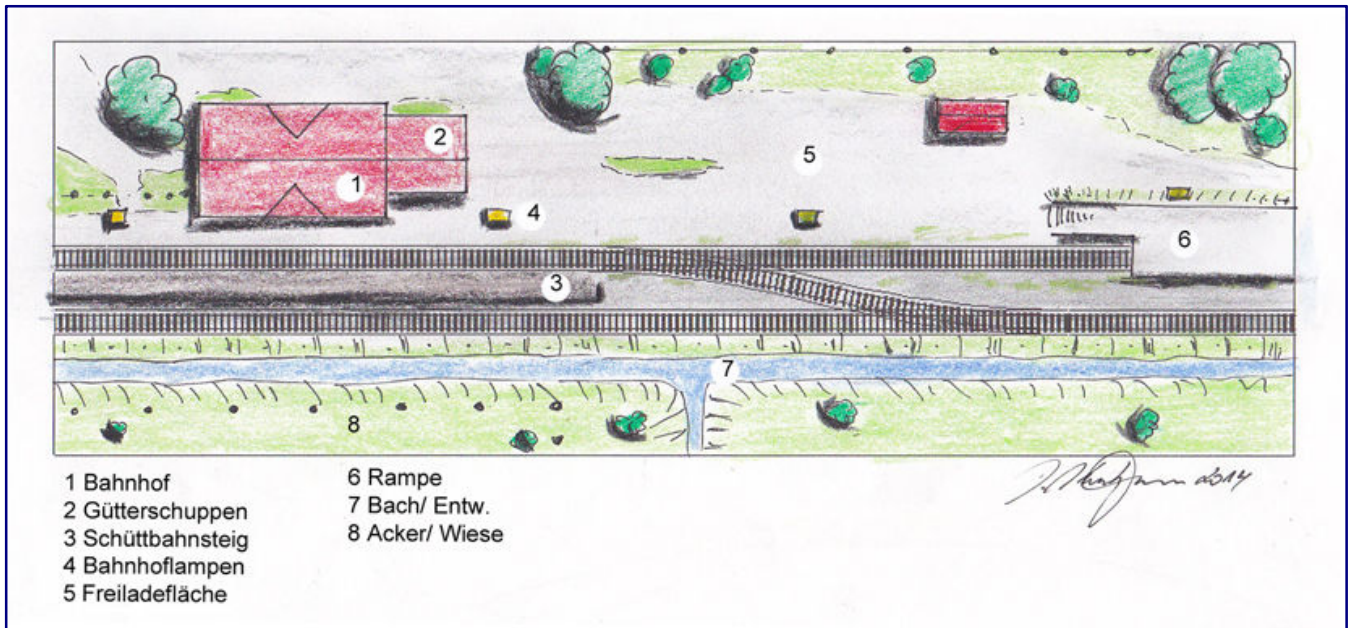 2
1
5
4
6
3
7
8
1 Bahnhof
2 Gütterschuppen
3 Schüttbahnsteig
4 Bahnhoflampen
5 Freiladefläche
6 Rampe
7 Bach/ Entw.
8 Acker/ Wiese
2014